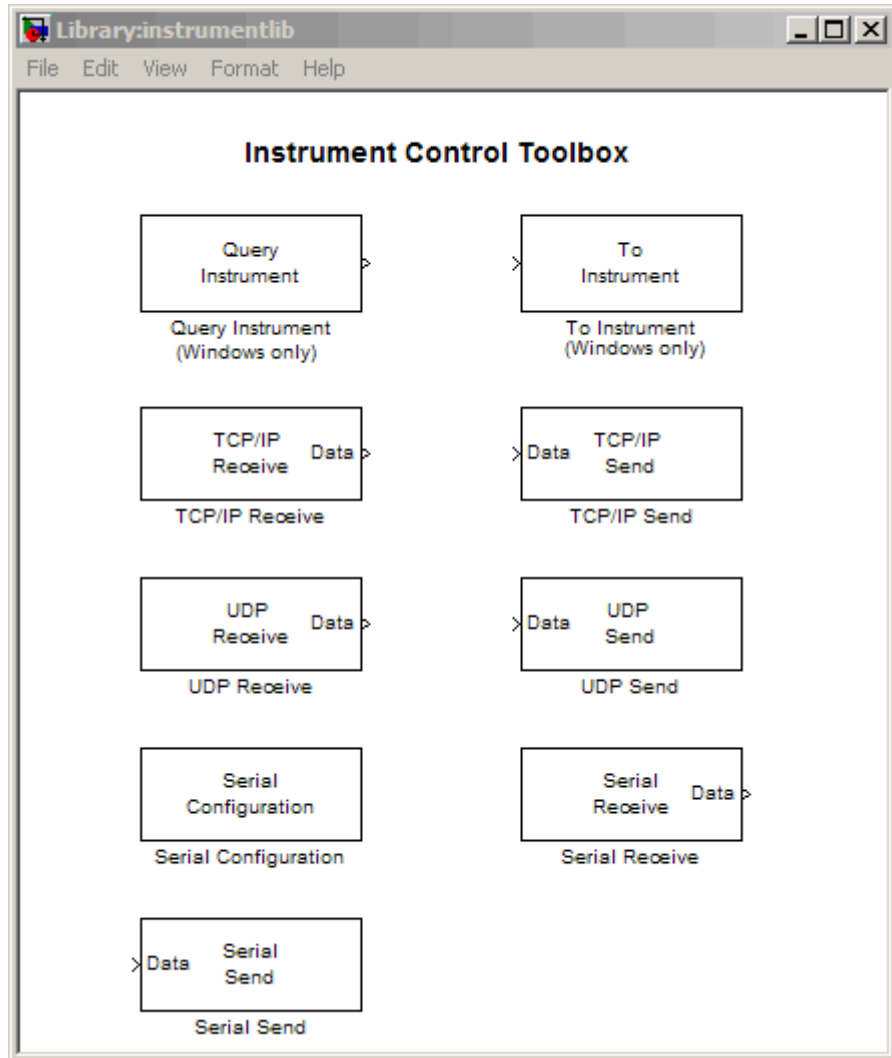 Library:instrumentlib
File Edit View Format Help
Instrument Control Toolbox
Query
Instrument
Query Instrument
(Windows only)
To
Instrument
To Instrument
(Windows only)
TCP/IP
Receive
Data
TCP/IP Receive
Data
TCP/IP
Send
TCP/IP Send
UDP
Receive
Data
UDP Receive
Data
UDP
Send
UDP Send
Serial
Configuration
Serial Configuration
Serial
Receive
Data
Serial Receive
Data
Serial
Send
Serial Send